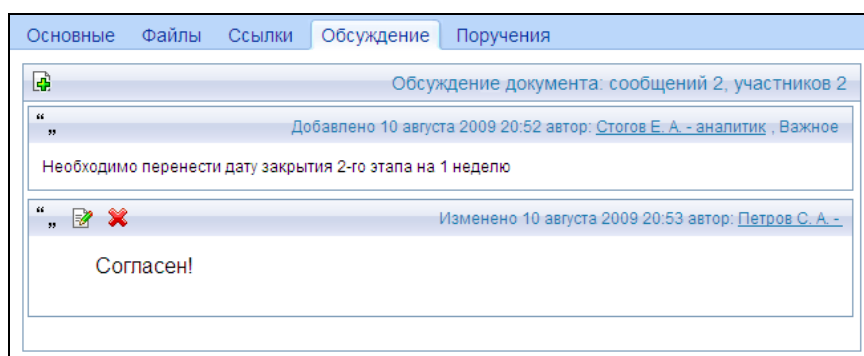 Основные Файлы Ссылки Обсуждение Поручения
Обсуждение документа: сообщений 2, участников 2
“„ Добавлено 10 августа 2009 20:52 автор: Стогов Е. А. - аналитик , Важное
Необходимо перенести дату закрытия 2-го этапа на 1 неделю
“„ Изменено 10 августа 2009 20:53 автор: Петров С. А. -
Согласен!